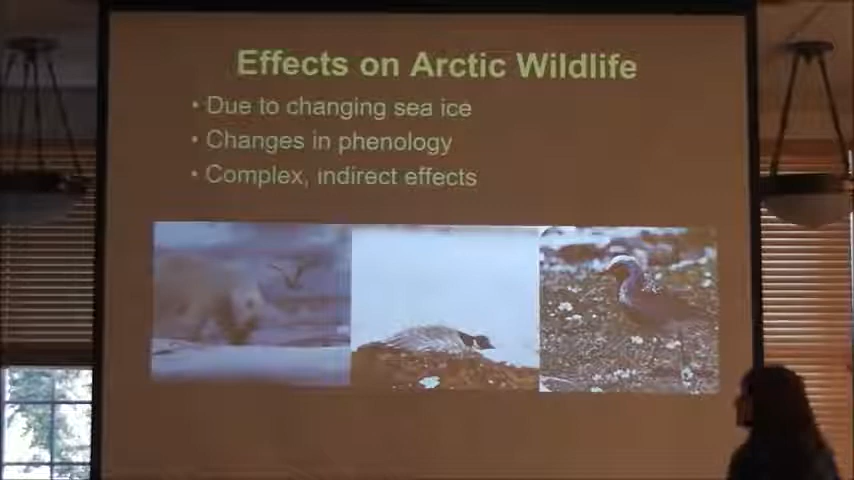 Effects on Arctic Wildlife
• Due to changing sea ice
• Changes in phenology
• Complex, indirect effects